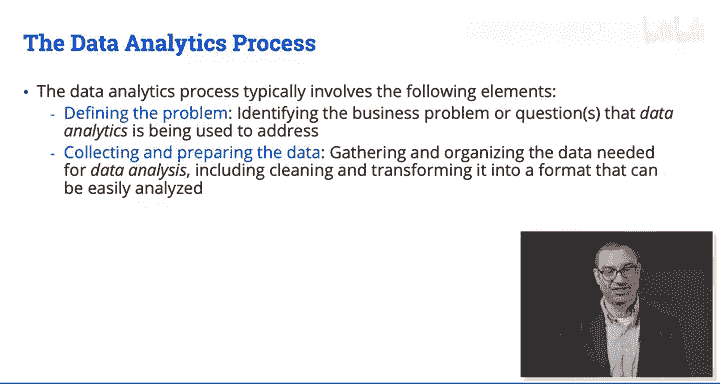 The Data Analytics Process
• The data analytics process typically involves the following elements:
- Defining the problem: Identifying the business problem or question(s) that data
analytics is being used to address
- Collecting and preparing the data: Gathering and organizing the data needed
for data analysis, including cleaning and transforming it into a format that can
be easily analyzed